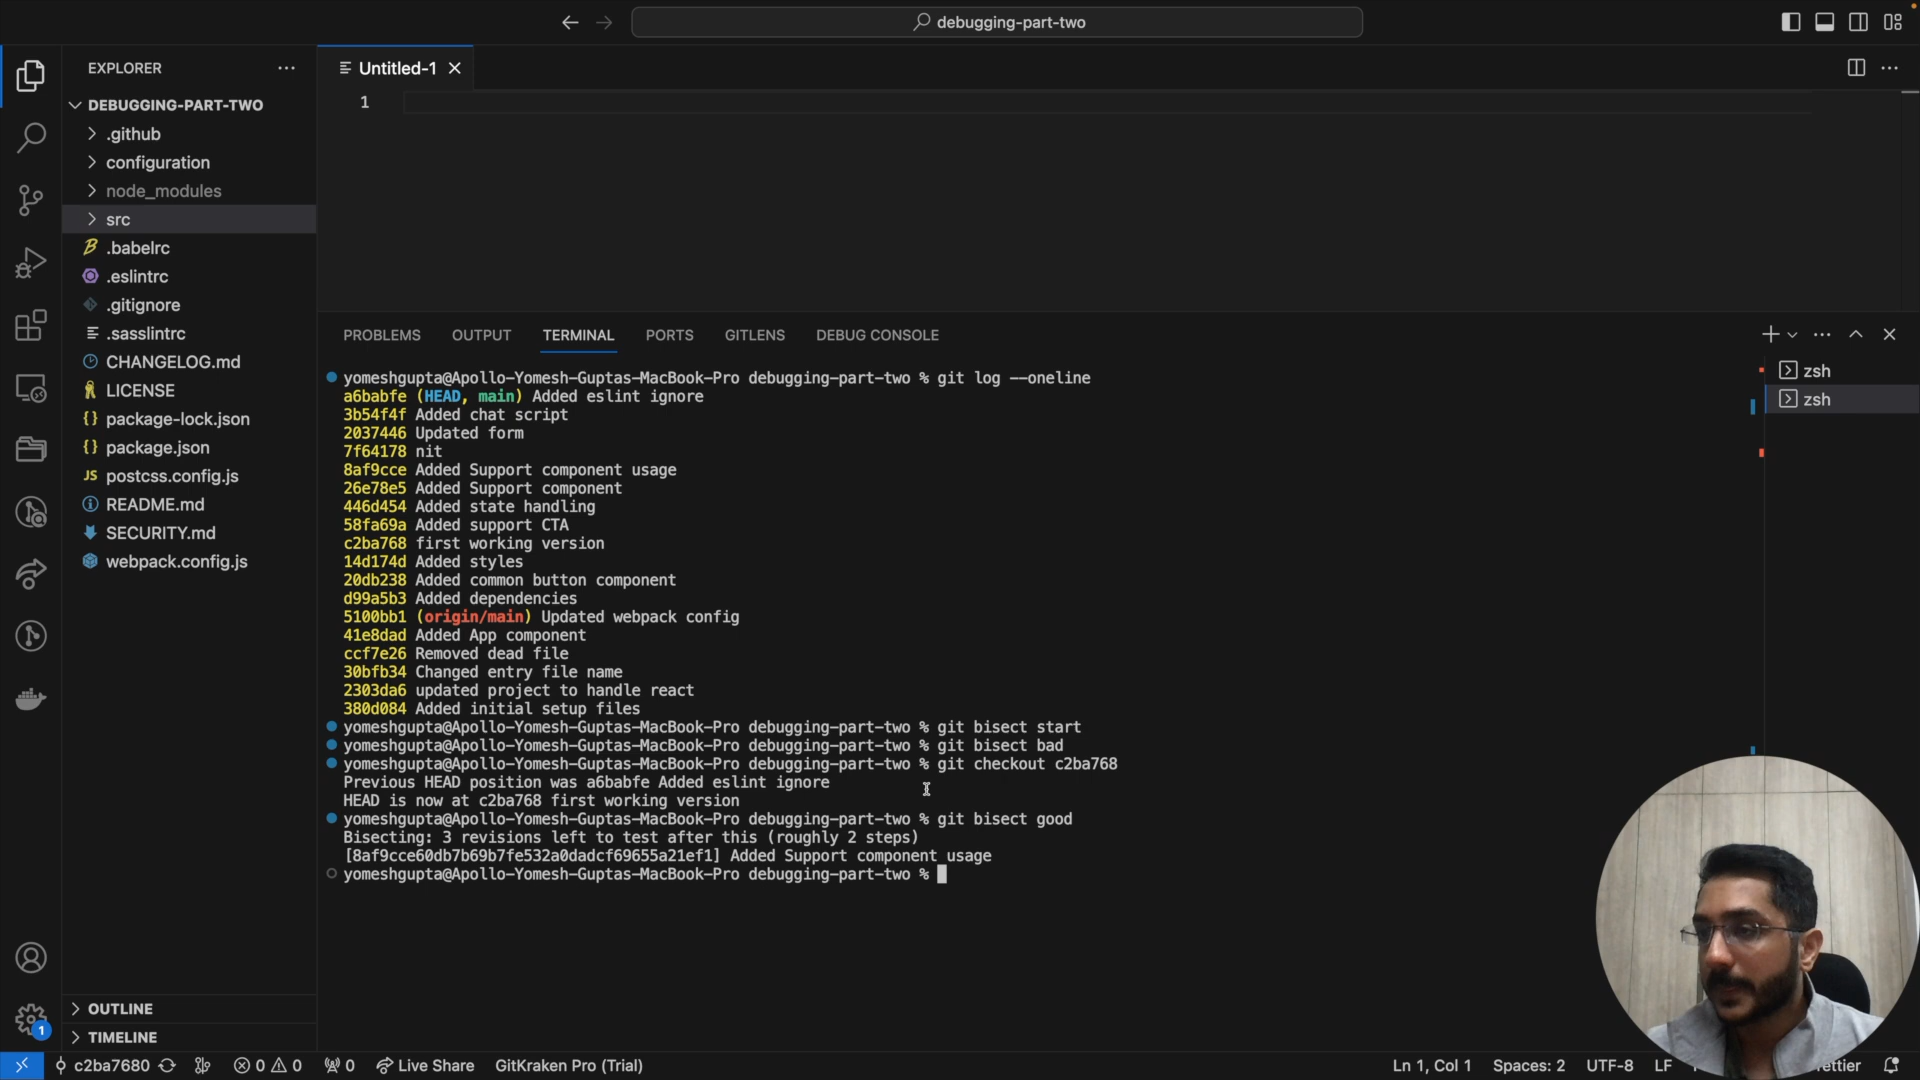 debugging-part-two
EXPLORER
Untitled-1
1
DEBUGGING-PART-TWO
.github
configuration
node_modules
src
.babelrc
.eslintrc
.gitignore
.sasslintrc
CHANGELOG.md
LICENSE
package-lock.json
package.json
postcss.config.js
README.md
SECURITY.md
webpack.config.js
OUTLINE
TIMELINE
PROBLEMS OUTPUT TERMINAL PORTS GITLENS DEBUG CONSOLE
zsh
zsh
yomeshgupta@Apollo-Yomesh-Guptas-MacBook-Pro debugging-part-two % git log --oneline
a6babfe (HEAD, main) Added eslint ignore
3b54f4f Added chat script
2037446 Updated form
7f64178 nit
8af9cce Added Support component usage
26e78e5 Added Support component
446d454 Added state handling
58fa69a Added support CTA
c2ba768 first working version
14d174d Added styles
20db238 Added common button component
d99a5b3 Added dependencies
5100bb1 (origin/main) Updated webpack config
41e8dad Added App component
ccf7e26 Removed dead file
30bfb34 Changed entry file name
2303da6 updated project to handle react
380d084 Added initial setup files
yomeshgupta@Apollo-Yomesh-Guptas-MacBook-Pro debugging-part-two % git bisect start
yomeshgupta@Apollo-Yomesh-Guptas-MacBook-Pro debugging-part-two % git bisect bad
yomeshgupta@Apollo-Yomesh-Guptas-MacBook-Pro debugging-part-two % git checkout c2ba768
Previous HEAD position was a6babfe Added eslint ignore
HEAD is now at c2ba768 first working version
yomeshgupta@Apollo-Yomesh-Guptas-MacBook-Pro debugging-part-two % git bisect good
Bisecting: 3 revisions left to test after this (roughly 2 steps)
[8af9cce60db7b69b7fe532a0dadcf69655a21ef1] Added Support component usage
yomeshgupta@Apollo-Yomesh-Guptas-MacBook-Pro debugging-part-two %
1
c2ba7680 0 0 0 Live Share GitKraken Pro (Trial) Ln 1, Col 1 Spaces: 2 UTF-8 LF